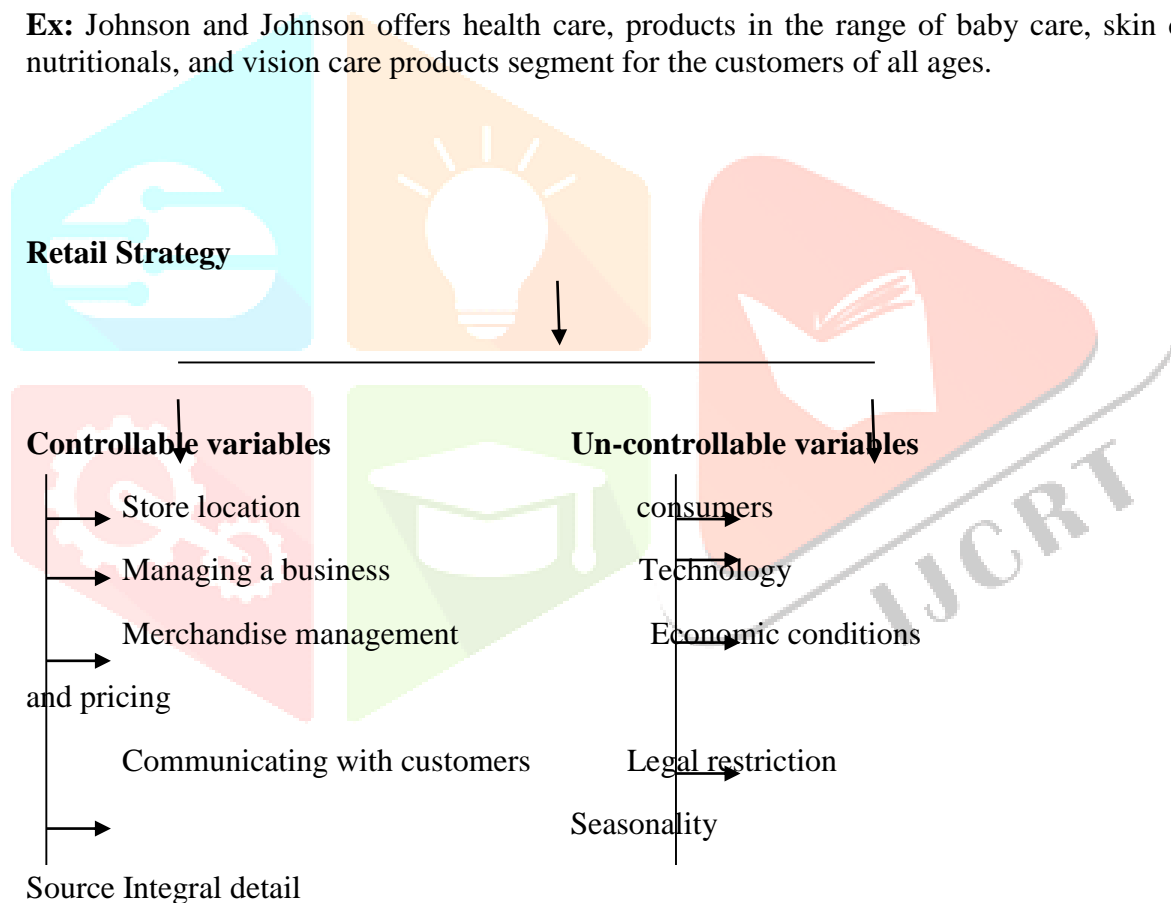 Ex: Johnson and Johnson offers health care, products in the range of baby care, skin
nutritionals, and vision care products segment for the customers of all ages.
Retail Strategy
Controllable variables
Un-controllable variables
Store location
consumers
Managing a business
Technology
Merchandise management
Economic conditions
and pricing
Communicating with customers
Legal restriction
Seasonality
Source Integral detail
IJCRT